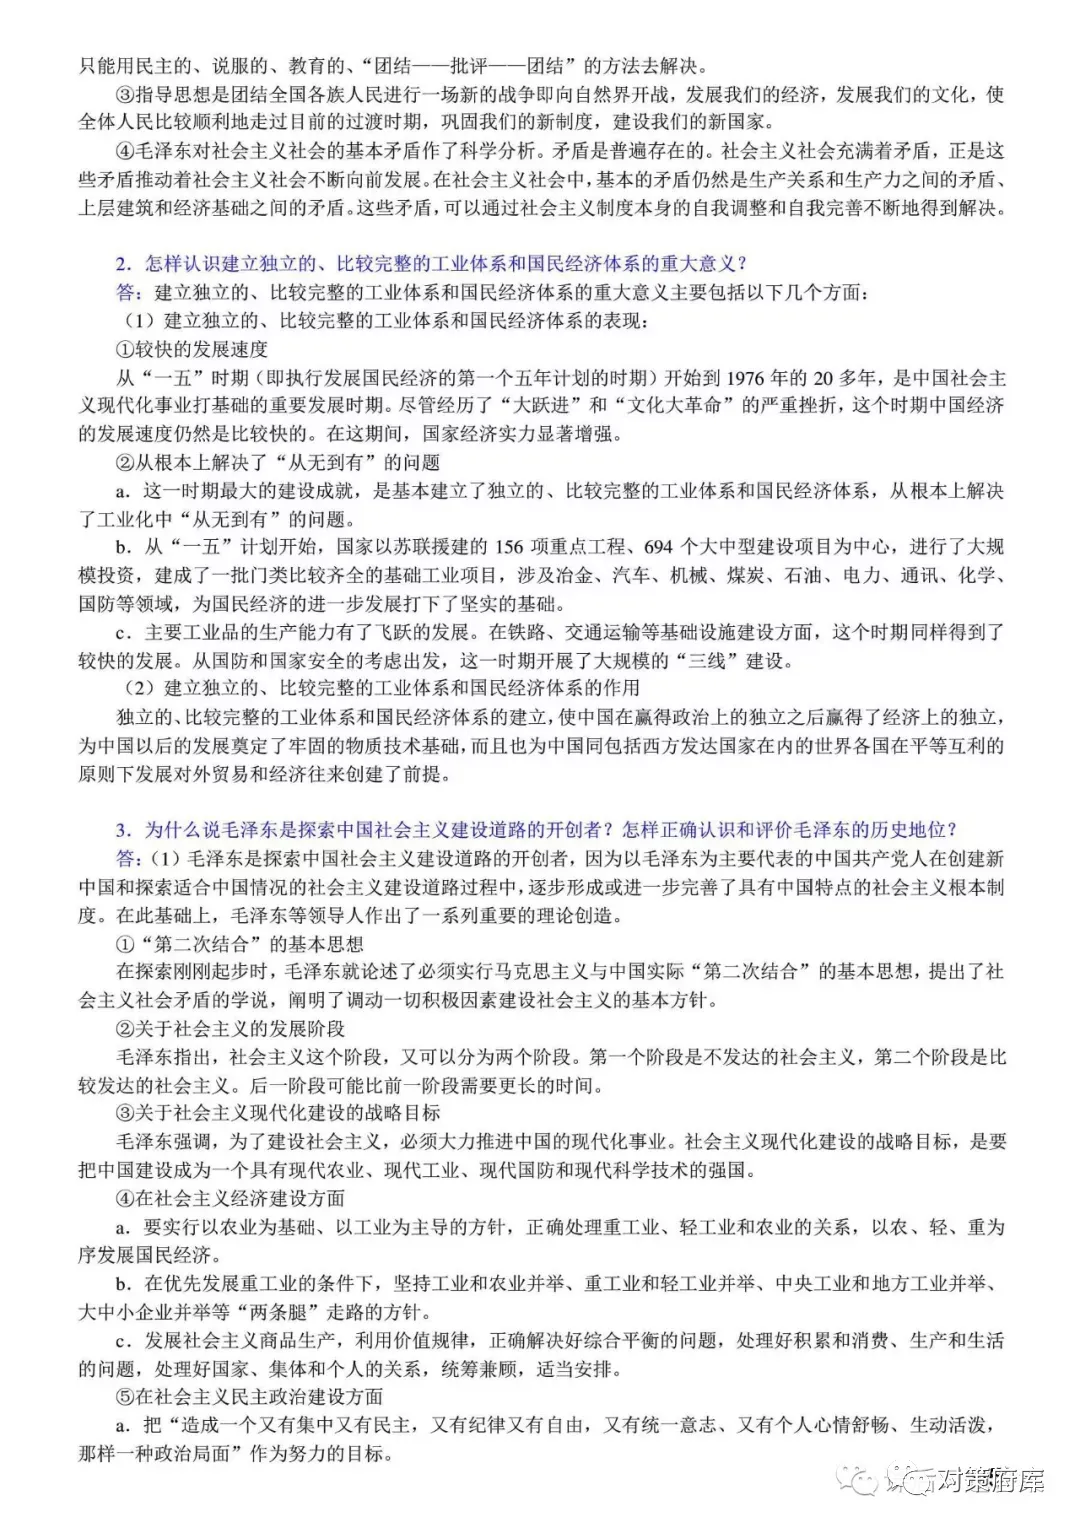 只能用民主的、说服的、教育的、“团结——批评——团结”的方法去解决。
③指导思想是团结全国各族人民进行一场新的战争即向自然界开战，发展我们的经济，发展我们的文化，使
全体人民比较顺利地走过目前的过渡时期，巩固我们的新制度，建设我们的新国家。
④毛泽东对社会主义社会的基本矛盾作了科学分析。矛盾是普遍存在的。社会主义社会充满着矛盾，正是这
些矛盾推动着社会主义社会不断向前发展。在社会主义社会中，基本的矛盾仍然是生产关系和生产力之间的矛盾、
上层建筑和经济基础之间的矛盾。这些矛盾，可以通过社会主义制度本身的自我调整和自我完善不断地得到解决。
2．怎样认识建立独立的、比较完整的工业体系和国民经济体系的重大意义？
答：建立独立的、比较完整的工业体系和国民经济体系的重大意义主要包括以下几个方面：
（1）建立独立的、比较完整的工业体系和国民经济体系的表现：
①较快的发展速度
从“一五”时期（即执行发展国民经济的第一个五年计划的时期）开始到 1976 年的 20 多年，是中国社会主
义现代化事业打基础的重要发展时期。尽管经历了“大跃进”和“文化大革命”的严重挫折，这个时期中国经济
的发展速度仍然是比较快的。在这期间，国家经济实力显著增强。
②从根本上解决了“从无到有”的问题
a．这一时期最大的建设成就，是基本建立了独立的、比较完整的工业体系和国民经济体系，从根本上解决
了工业化中“从无到有”的问题。
b．从“一五”计划开始，国家以苏联援建的 156 项重点工程、694 个大中型建设项目为中心，进行了大规
模投资，建成了一批门类比较齐全的基础工业项目，涉及冶金、汽车、机械、煤炭、石油、电力、通讯、化学、
国防等领域，为国民经济的进一步发展打下了坚实的基础。
c．主要工业品的生产能力有了飞跃的发展。在铁路、交通运输等基础设施建设方面，这个时期同样得到了
较快的发展。从国防和国家安全的考虑出发，这一时期开展了大规模的“三线”建设。
（2）建立独立的、比较完整的工业体系和国民经济体系的作用
独立的、比较完整的工业体系和国民经济体系的建立，使中国在赢得政治上的独立之后赢得了经济上的独立，
为中国以后的发展奠定了牢固的物质技术基础，而且也为中国同包括西方发达国家在内的世界各国在平等互利的
原则下发展对外贸易和经济往来创建了前提。
3．为什么说毛泽东是探索中国社会主义建设道路的开创者？怎样正确认识和评价毛泽东的历史地位？
答：（1）毛泽东是探索中国社会主义建设道路的开创者，因为以毛泽东为主要代表的中国共产党人在创建新
中国和探索适合中国情况的社会主义建设道路过程中，逐步形成或进一步完善了具有中国特点的社会主义根本制
度。在此基础上，毛泽东等领导人作出了一系列重要的理论创造。
①“第二次结合”的基本思想
在探索刚刚起步时，毛泽东就论述了必须实行马克思主义与中国实际“第二次结合”的基本思想，提出了社
会主义社会矛盾的学说，阐明了调动一切积极因素建设社会主义的基本方针。
②关于社会主义的发展阶段
毛泽东指出，社会主义这个阶段，又可以分为两个阶段。第一个阶段是不发达的社会主义，第二个阶段是比
较发达的社会主义。后一阶段可能比前一阶段需要更长的时间。
③关于社会主义现代化建设的战略目标
毛泽东强调，为了建设社会主义，必须大力推进中国的现代化事业。社会主义现代化建设的战略目标，是要
把中国建设成为一个具有现代农业、现代工业、现代国防和现代科学技术的强国。
④在社会主义经济建设方面
a．要实行以农业为基础、以工业为主导的方针，正确处理重工业、轻工业和农业的关系，以农、轻、重为
序发展国民经济。
b．在优先发展重工业的条件下，坚持工业和农业并举、重工业和轻工业并举、中央工业和地方工业并举、
大中小企业并举等“两条腿”走路的方针。
c．发展社会主义商品生产，利用价值规律，正确解决好综合平衡的问题，处理好积累和消费、生产和生活
的问题，处理好国家、集体和个人的关系，统筹兼顾，适当安排。
⑤在社会主义民主政治建设方面
a．把“造成一个又有集中又有民主，又有纪律又有自由，又有统一意志、又有个人心情舒畅、生动活泼，
那样一种政治局面”作为努力的目标。
对策府库